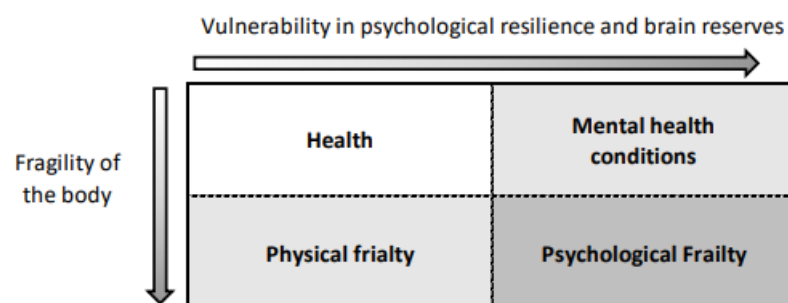 Vulnerability in psychological resilience and brain reserves
Health
Mental health
conditions
Fragility of
the body
Physical frialty
Psychological Frailty